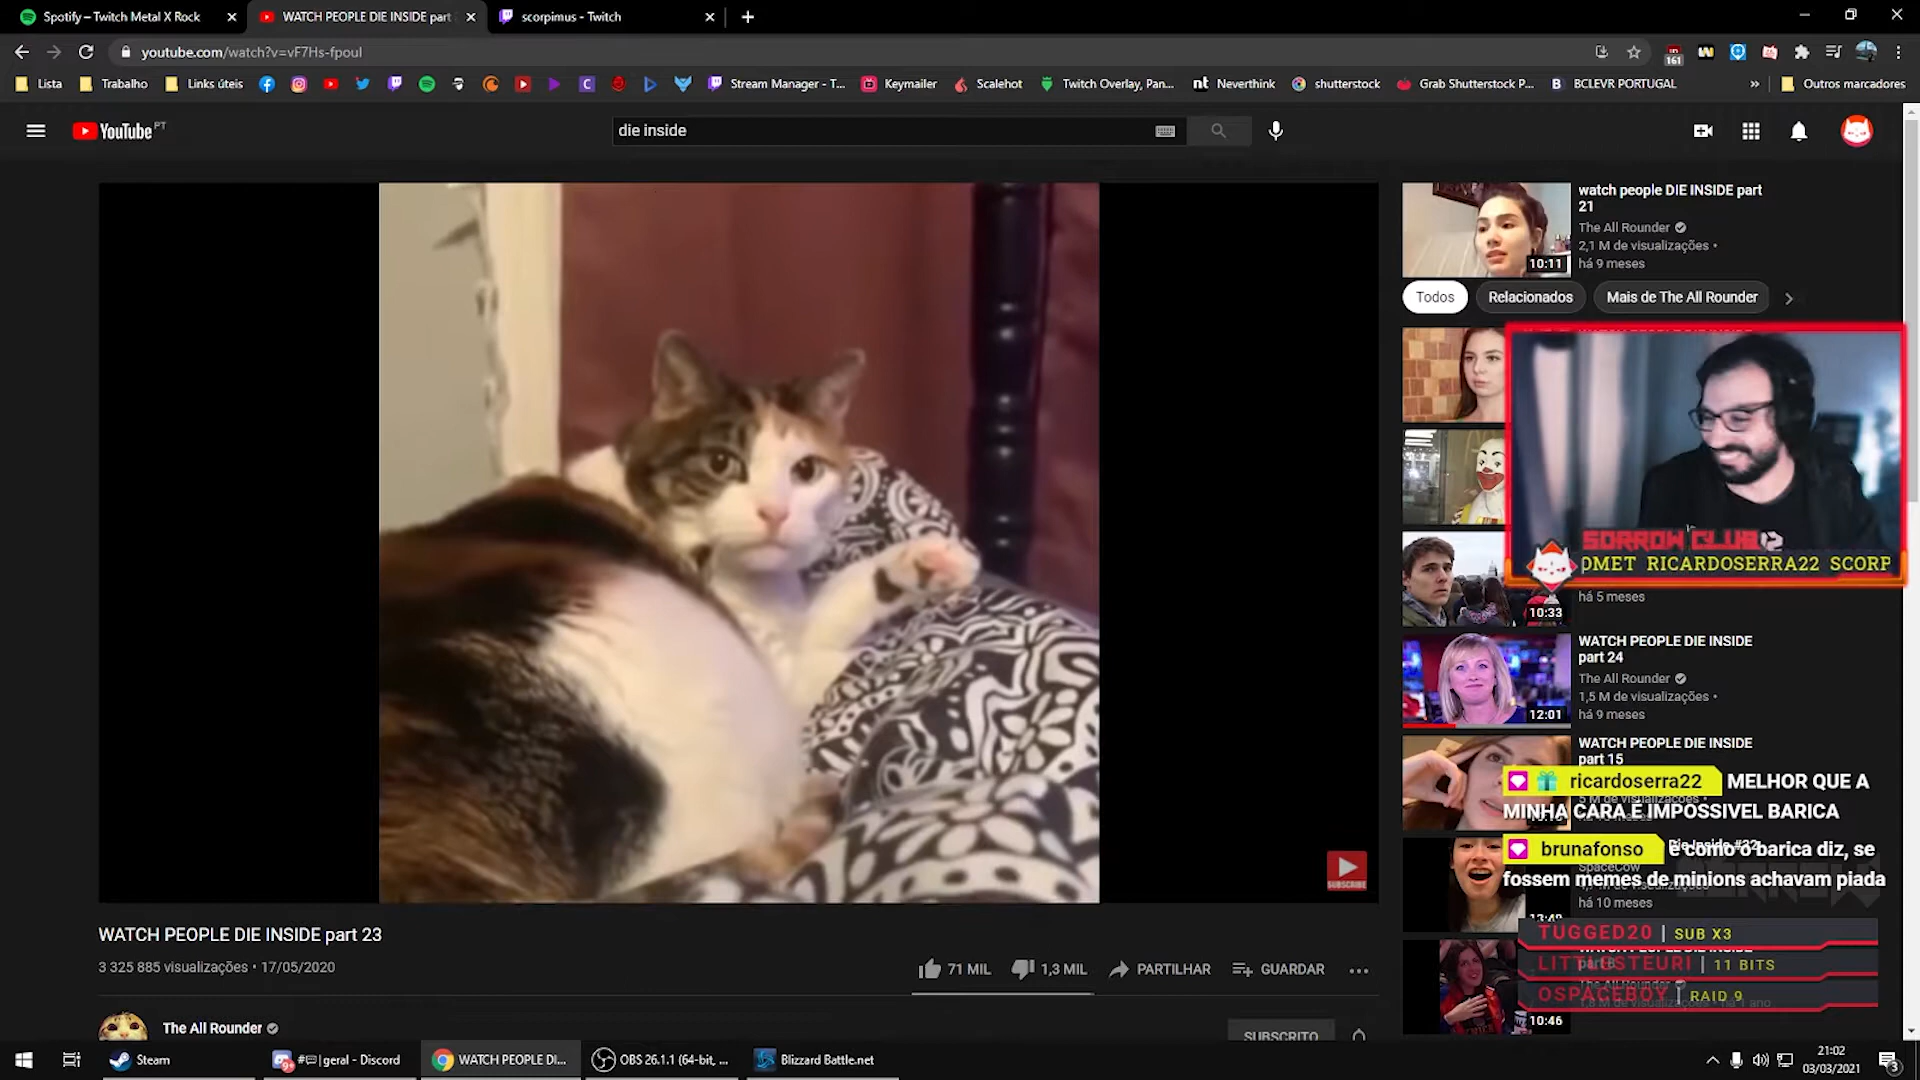 Spotify – Twitch Metal X Rock
WATCH PEOPLE DIE INSIDE part
scorpimus - Twitch
youtube.com/watch?v=vF7Hs-fpouI
161
Lista
Trabalho
Links úteis
Stream Manager - T...
Keymailer
Scalehot
Twitch Overlay, Pan...
nt Neverthink
shutterstock
Grab Shutterstock P...
B BCLEVR PORTUGAL
»
Outros marcadores
YouTube PT
die inside
watch people DIE INSIDE part
21
The All Rounder
2,1 M de visualizações •
há 9 meses
10:11
Todos
Relacionados
Mais de The All Rounder
SORROW CLUB
OMET RICARDOSERRA22 SCORP
há 5 meses
10:33
WATCH PEOPLE DIE INSIDE
part 24
The All Rounder
1,5 M de visualizações •
há 9 meses
12:01
WATCH PEOPLE DIE INSIDE
part 15
ricardoserra22 MELHOR QUE A
MINHA CARA É IMPOSSIVEL BARICA
brunafonso é como o barica diz, se
fossem memes de minions achavam piada
há 10 meses
TUGGED20 | SUB X3
LITTLESTEURI | 11 BITS
OSPACEBOY | RAID 9
10:46
SUBSCRIBE
WATCH PEOPLE DIE INSIDE part 23
3 325 885 visualizações • 17/05/2020
71 MIL
1,3 MIL
PARTILHAR
GUARDAR
The All Rounder
SUBSCRITO
Steam
#geral - Discord
WATCH PEOPLE DI...
OBS 26.1.1 (64-bit, ...
Blizzard Battle.net
21:02
03/03/2021
3